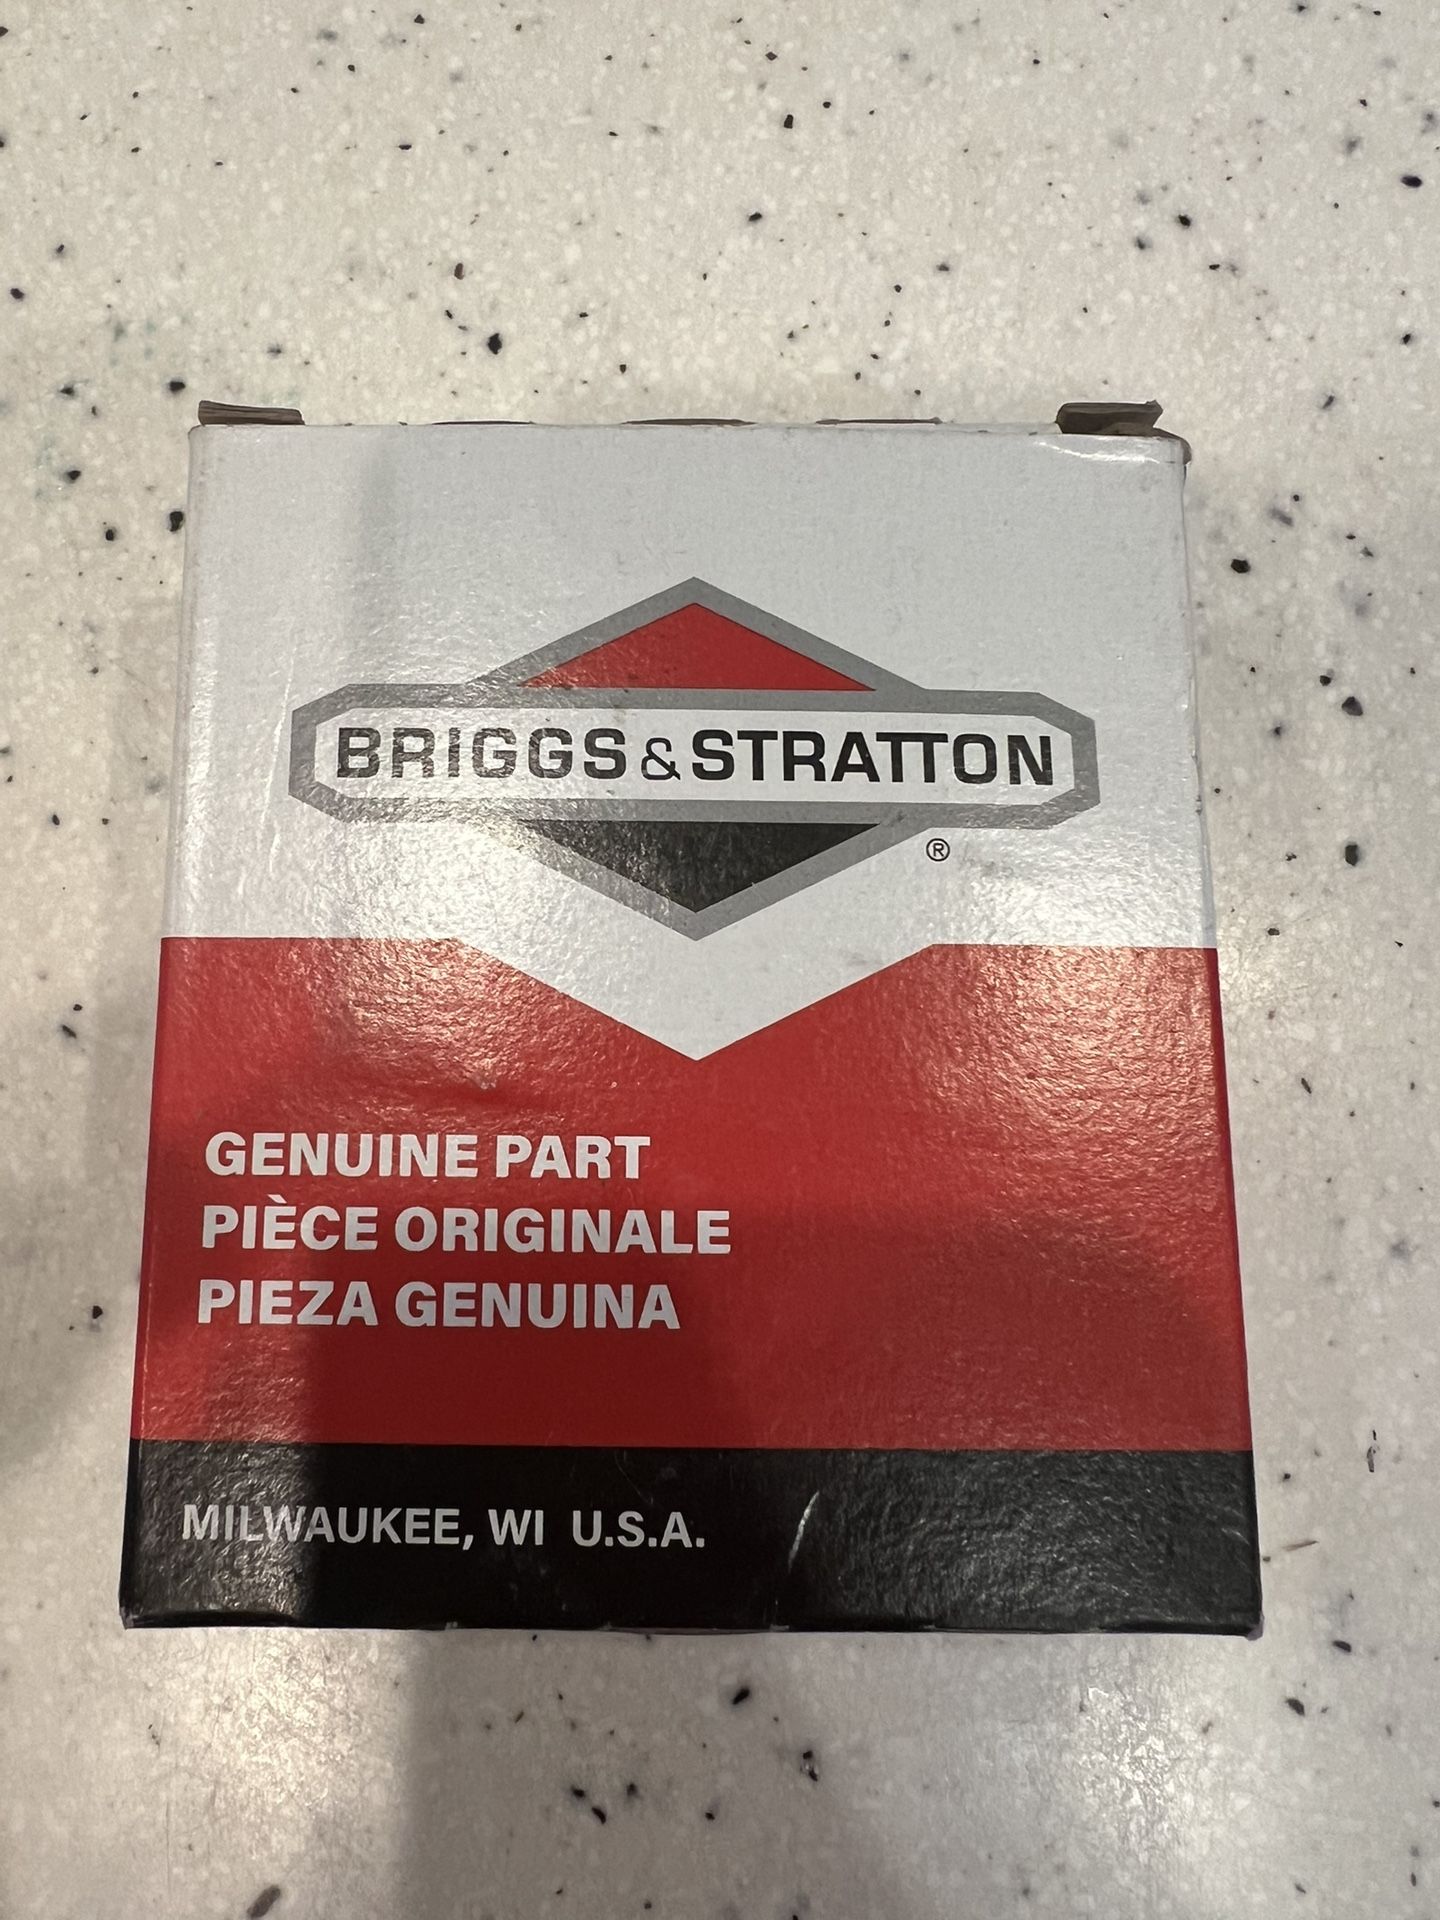 BRIGGS & STRATTON
®
GENUINE PART
PIÈCE ORIGINALE
PIEZA GENUINA
MILWAUKEE, WI U.S.A.